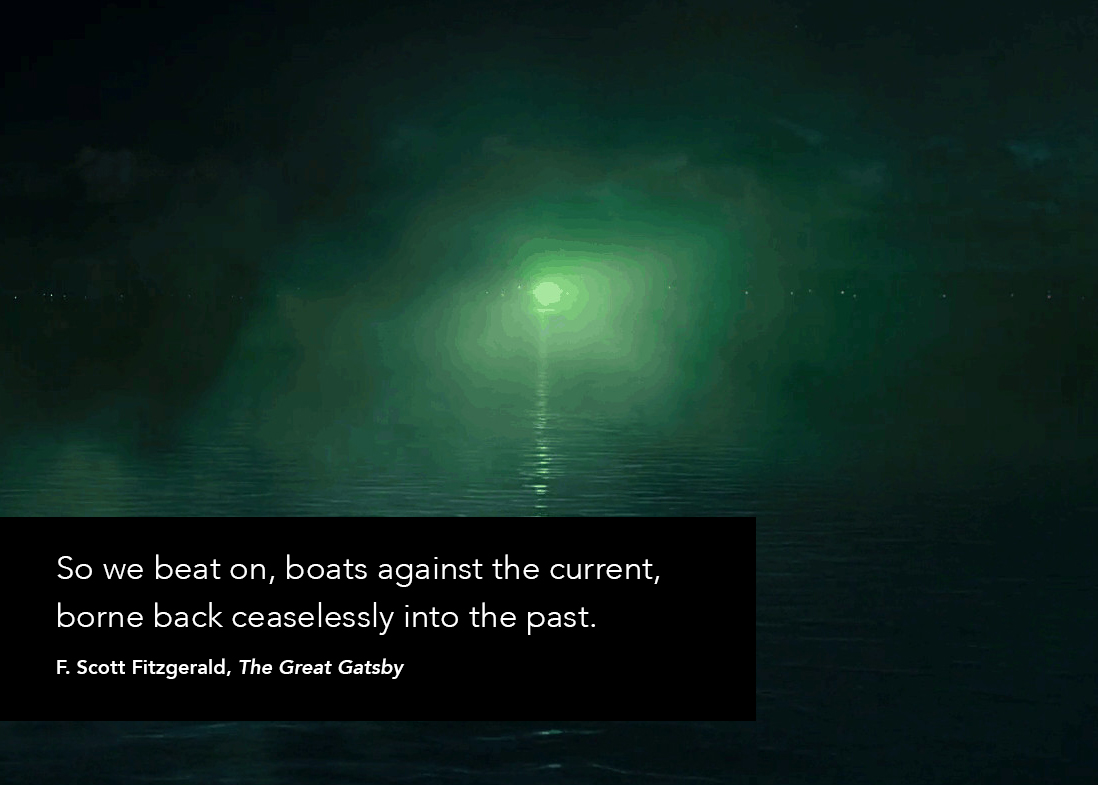 So we beat on, boats against the current,
borne back ceaselessly into the past.
F. Scott Fitzgerald, The Great Gatsby